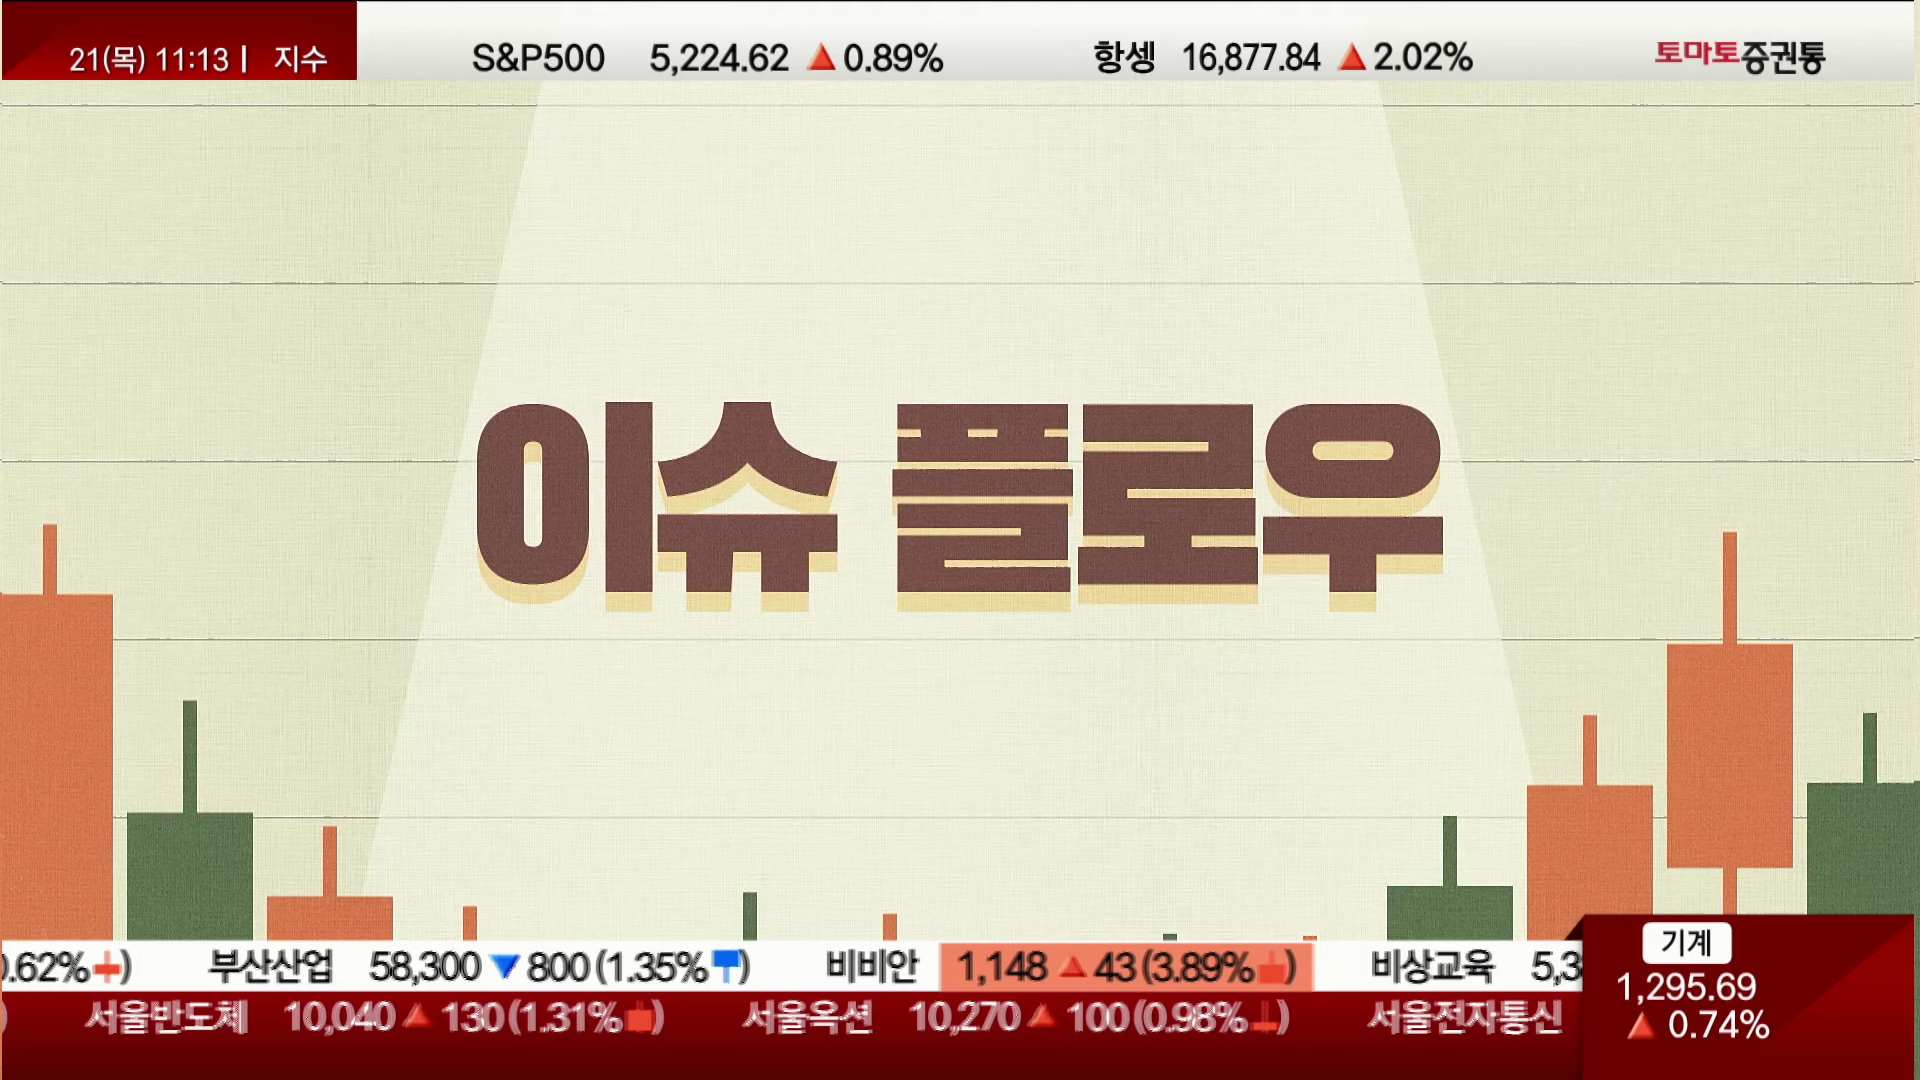 21(목) 11:13 | 지수 S&P500 5,224.62 ▲ 0.89% 항셍 16,877.84 ▲ 2.02% 토마토증권통
이슈 플로우
0.62% ) 부산산업 58,300 ▼ 800 (1.35% ) 비비안 1,148 ▲ 43 (3.89% ) 비상교육 5,3
) 서울반도체 10,040 ▲ 130 (1.31% ) 서울옥션 10,270 ▲ 100 (0.98% ) 서울전자통신
기계
1,295.69
▲ 0.74%